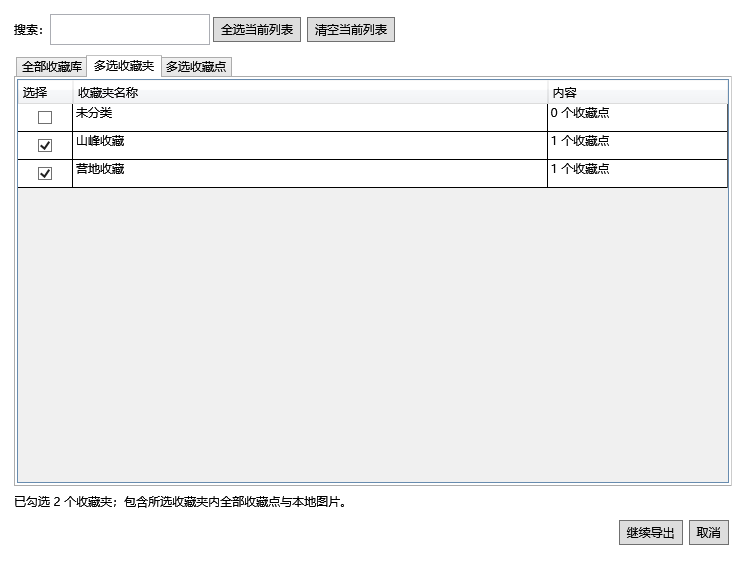 搜索: 全选当前列表 清空当前列表
全部收藏库 多选收藏夹 多选收藏点
选择 收藏夹名称 内容
未分类 0 个收藏点
山峰收藏 1 个收藏点
营地收藏 1 个收藏点
已勾选 2 个收藏夹；包含所选收藏夹内全部收藏点与本地图片。
继续导出 取消